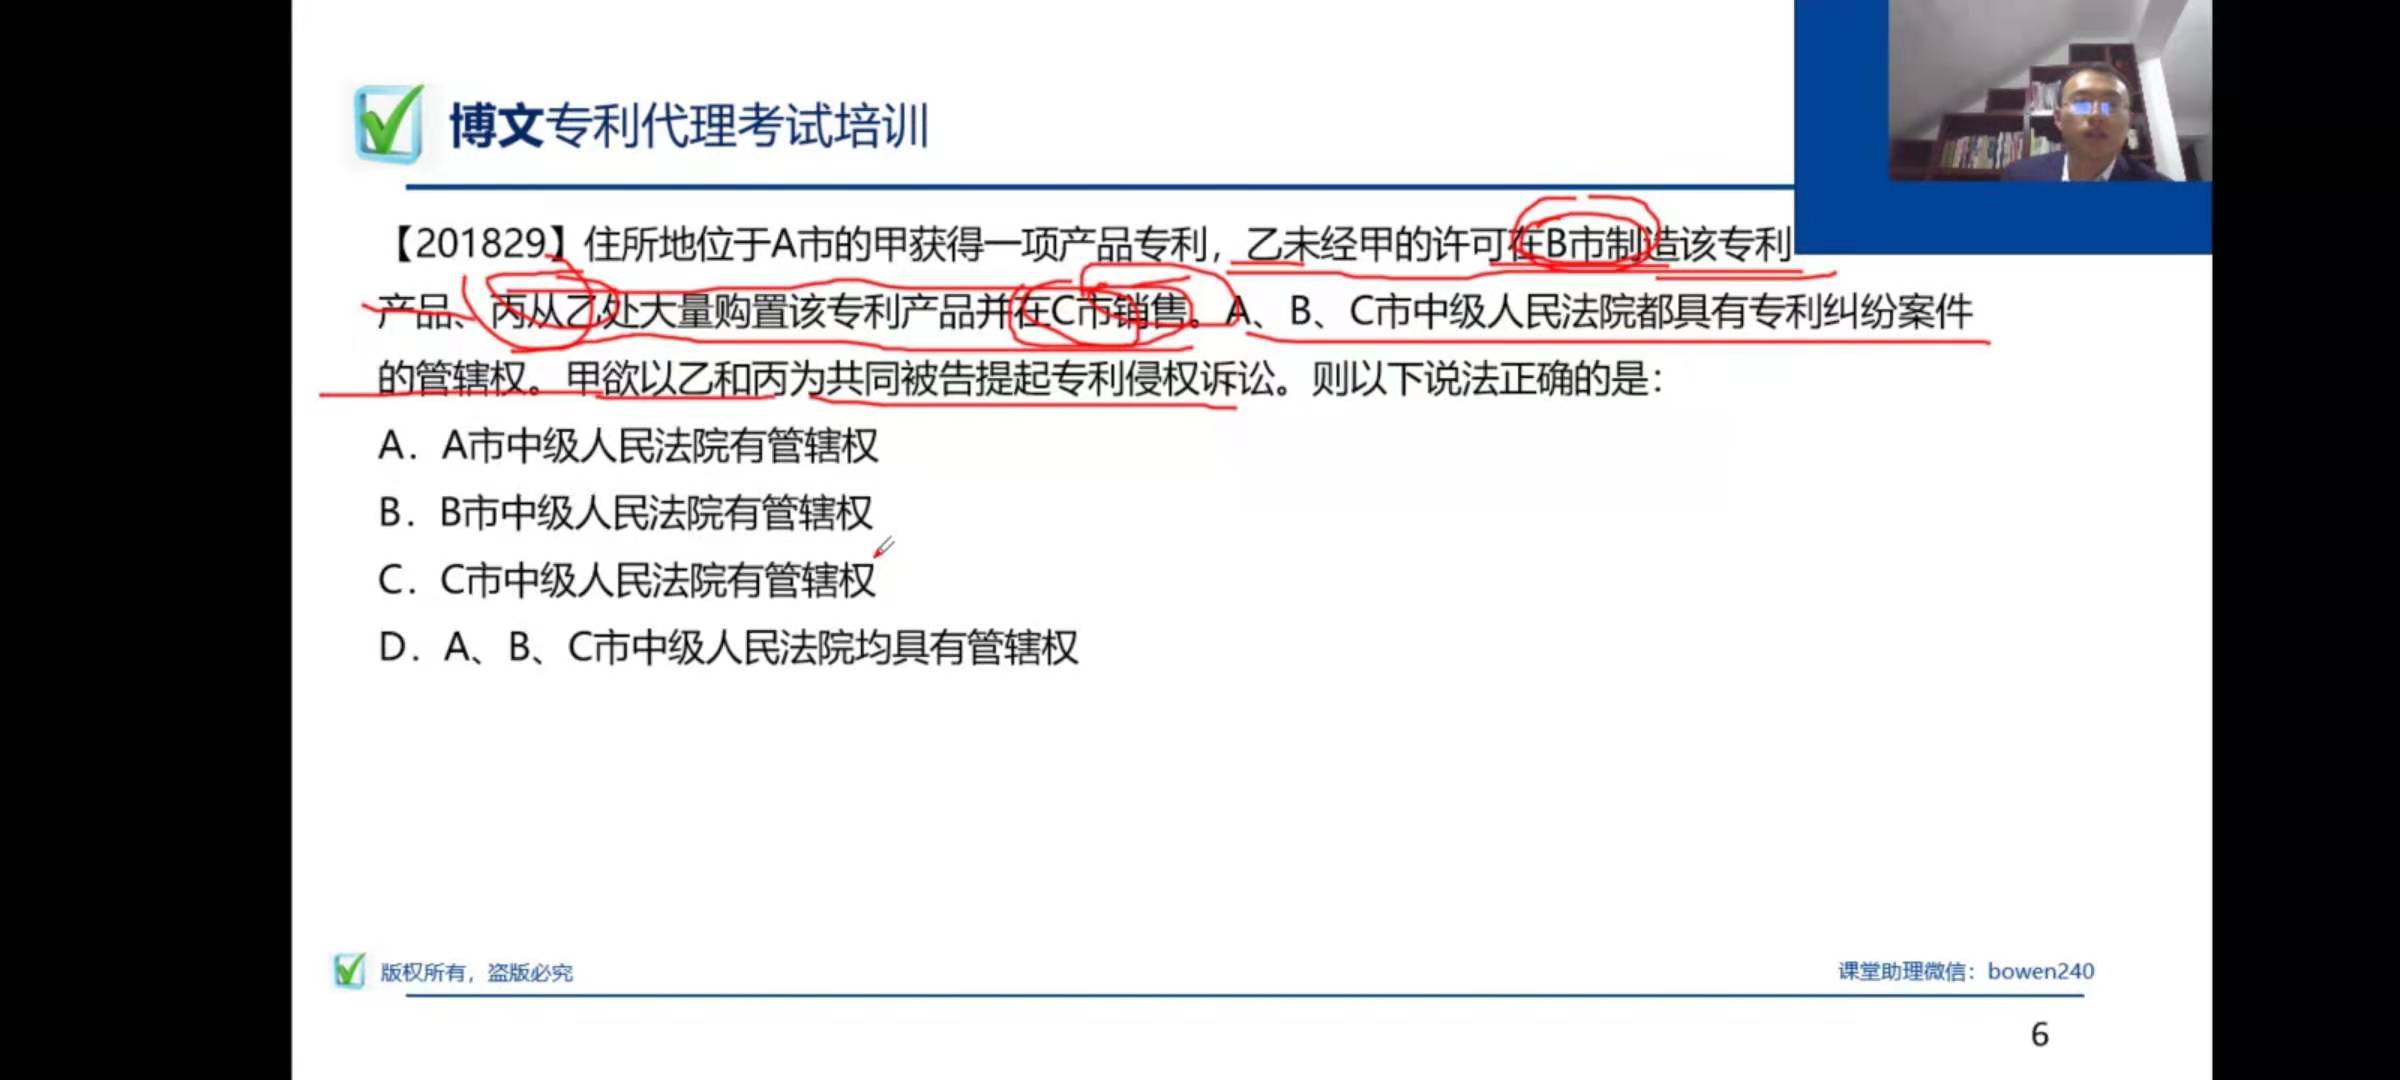 博文专利代理考试培训
【201829】住所地位于A市的甲获得一项产品专利，乙未经甲的许可在B市制造该专利
产品、丙从乙处大量购置该专利产品并在C市销售。A、B、C市中级人民法院都具有专利纠纷案件
的管辖权。甲欲以乙和丙为共同被告提起专利侵权诉讼。则以下说法正确的是：
A. A市中级人民法院有管辖权
B. B市中级人民法院有管辖权
C. C市中级人民法院有管辖权
D. A、B、C市中级人民法院均具有管辖权
版权所有，盗版必究
课堂助理微信：bowen240
6